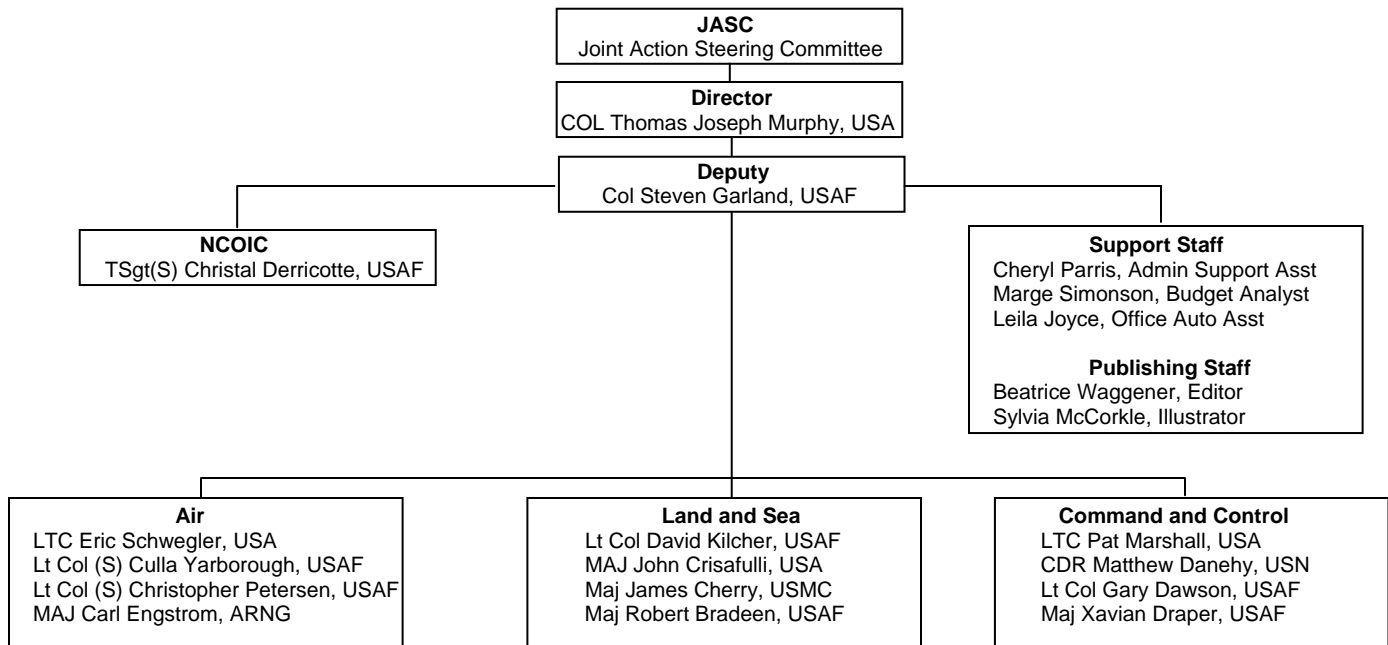 JASC
Joint Action Steering Committee
Director
COL Thomas Joseph Murphy, USA
Deputy
Col Steven Garland, USAF
NCOIC
TSgt(S) Christal Derricotte, USAF
Support Staff
Cheryl Parris, Admin Support Asst
Marge Simonson, Budget Analyst
Leila Joyce, Office Auto Asst
Publishing Staff
Beatrice Waggener, Editor
Sylvia McCorkle, Illustrator
Air
LTC Eric Schwegler, USA
Lt Col (S) Culla Yarborough, USAF
Lt Col (S) Christopher Petersen, USAF
MAJ Carl Engstrom, ARNG
Land and Sea
Lt Col David Kilcher, USAF
MAJ John Crisafulli, USA
Maj James Cherry, USMC
Maj Robert Bradeen, USAF
Command and Control
LTC Pat Marshall, USA
CDR Matthew Danehy, USN
Lt Col Gary Dawson, USAF
Maj Xavian Draper, USAF